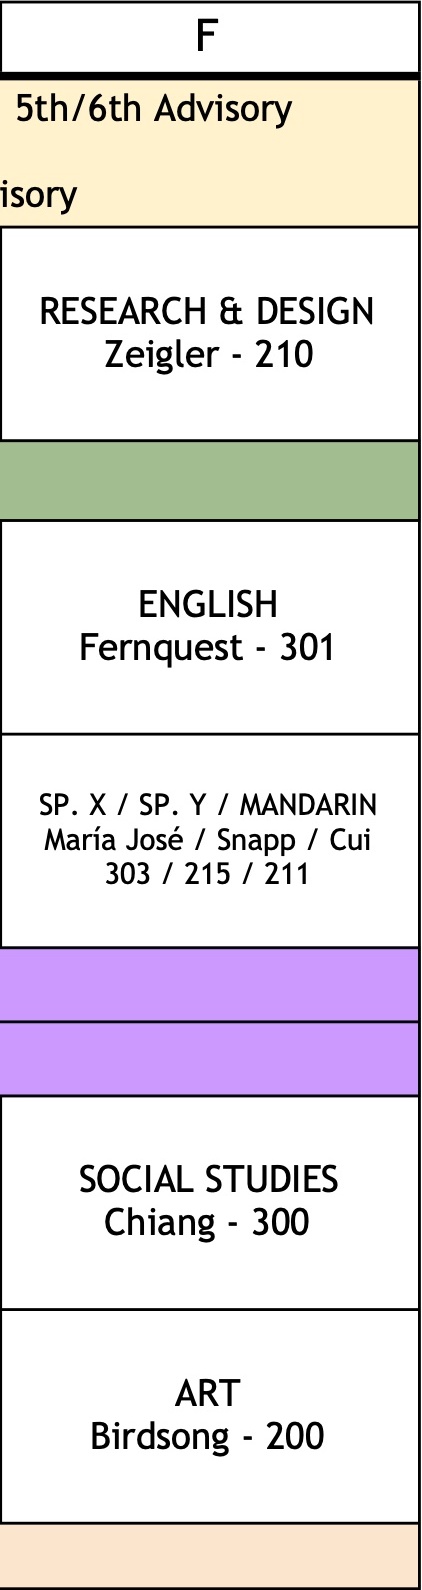 F
5th/6th Advisory
isory
RESEARCH & DESIGN
Zeigler - 210
ENGLISH
Fernquest - 301
SP. X / SP. Y / MANDARIN
María José / Snapp / Cui
303 / 215 / 211
SOCIAL STUDIES
Chiang - 300
ART
Birdsong - 200